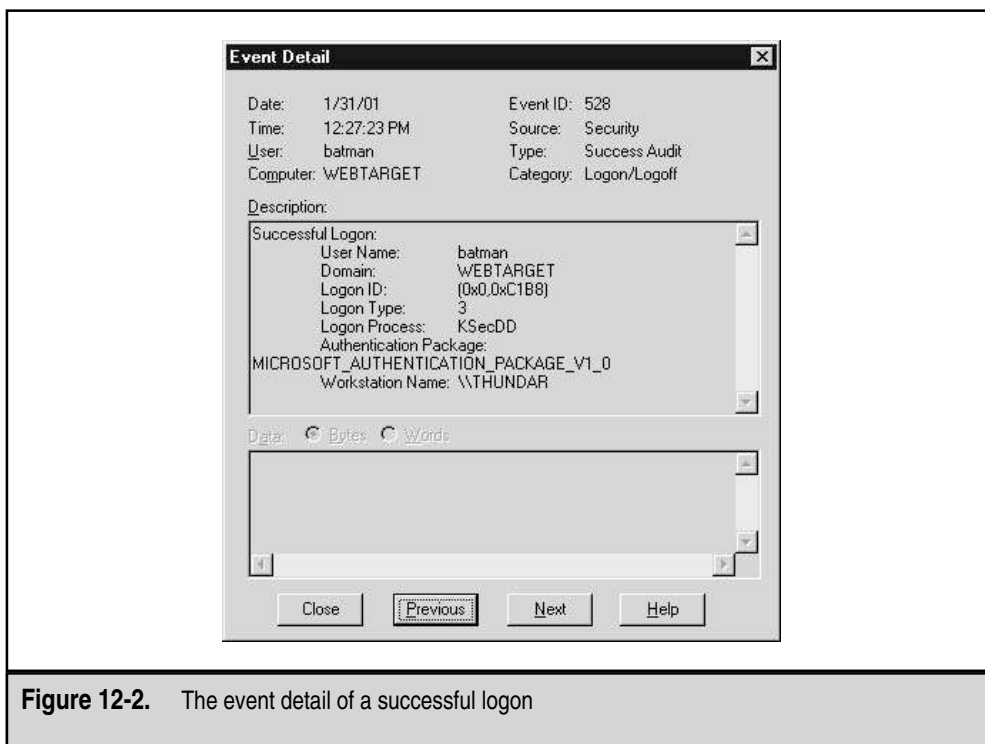 Event Detail
Date: 1/31/01 Event ID: 528
Time: 12:27:23 PM Source: Security
User: batman Type: Success Audit
Computer: WEBTARGET Category: Logon/Logoff
Description:
Successful Logon:
User Name: batman
Domain: WEBTARGET
Logon ID: (0x0,0xC1B8)
Logon Type: 3
Logon Process: KSecDD
Authentication Package:
MICROSOFT_AUTHENTICATION_PACKAGE_V1_0
Workstation Name: \\THUNDAR
Data: Bytes Words
Close Previous Next Help
Figure 12-2. The event detail of a successful logon